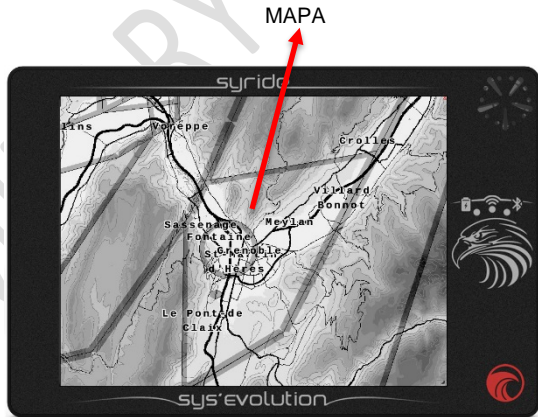 MAPA
syride
lins
Voreppe
Crolles
Villard
Bonnot
Meylan
Sassenage
Fontaine
Grenoble
d'Hères
Le Pont de
Claix
sys'evolution